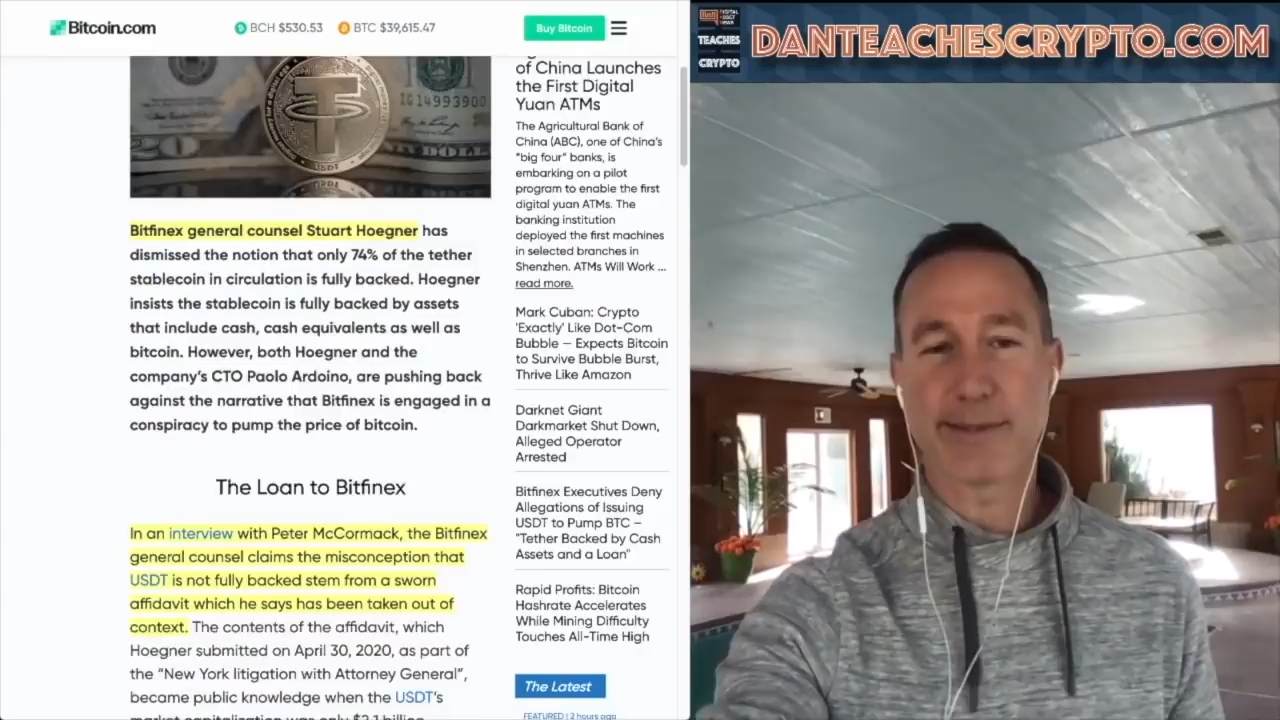 Bitcoin.com
BCH $530.53
BTC $39,615.47
Buy Bitcoin
IG14993900
Bitfinex general counsel Stuart Hoegner has
dismissed the notion that only 74% of the tether
stablecoin in circulation is fully backed. Hoegner
insists the stablecoin is fully backed by assets
that include cash, cash equivalents as well as
bitcoin. However, both Hoegner and the
company's CTO Paolo Ardoino, are pushing back
against the narrative that Bitfinex is engaged in a
conspiracy to pump the price of bitcoin.
The Loan to Bitfinex
In an interview with Peter McCormack, the Bitfinex
general counsel claims the misconception that
USDT is not fully backed stem from a sworn
affidavit which he says has been taken out of
context. The contents of the affidavit, which
Hoegner submitted on April 30, 2020, as part of
the “New York litigation with Attorney General”,
became public knowledge when the USDT's
of China Launches
the First Digital
Yuan ATMs
The Agricultural Bank of
China (ABC), one of China's
“big four” banks, is
embarking on a pilot
program to enable the first
digital yuan ATMs. The
banking institution
deployed the first machines
in selected branches in
Shenzhen. ATMs Will Work ...
read more.
Mark Cuban: Crypto
'Exactly' Like Dot-Com
Bubble — Expects Bitcoin
to Survive Bubble Burst,
Thrive Like Amazon
Darknet Giant
Darkmarket Shut Down,
Alleged Operator
Arrested
Bitfinex Executives Deny
Allegations of Issuing
USDT to Pump BTC –
"Tether Backed by Cash
Assets and a Loan"
Rapid Profits: Bitcoin
Hashrate Accelerates
While Mining Difficulty
Touches All-Time High
The Latest
FEATURED | 2 hours ago
TEACHES
CRYPTO
DANTEACHESCRYPTO.COM